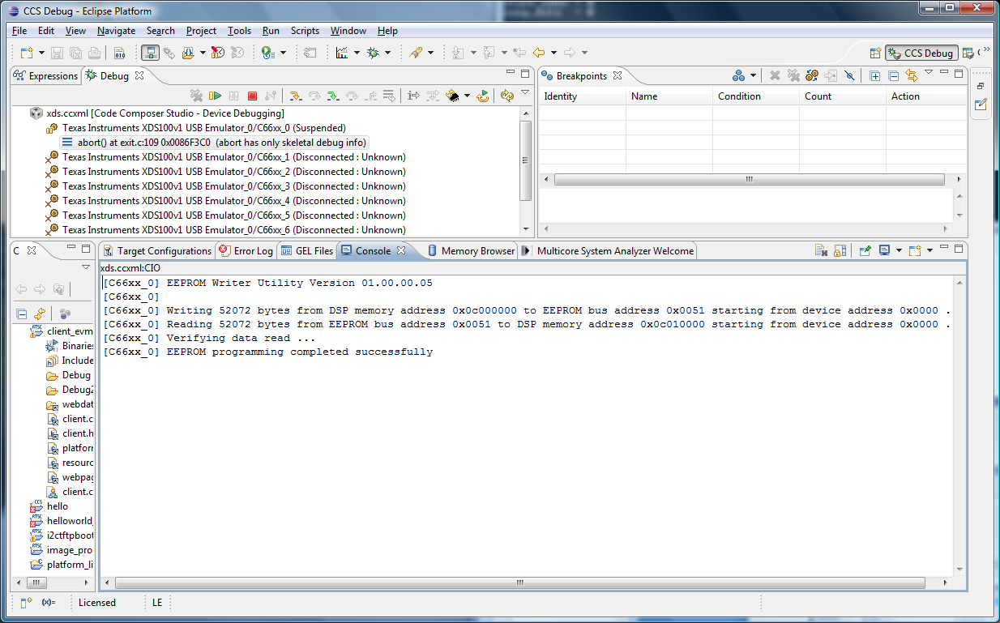 CCS Debug - Eclipse Platform
File Edit View Navigate Search Project Tools Run Scripts Window Help
CCS Debug
Expressions Debug
xds.ccxml [Code Composer Studio - Device Debugging]
Texas Instruments XDS100v1 USB Emulator_0/C66xx_0 (Suspended)
abort() at exit.c:109 0x0086F3C0 (abort has only skeletal debug info)
Texas Instruments XDS100v1 USB Emulator_0/C66xx_1 (Disconnected : Unknown)
Texas Instruments XDS100v1 USB Emulator_0/C66xx_2 (Disconnected : Unknown)
Texas Instruments XDS100v1 USB Emulator_0/C66xx_3 (Disconnected : Unknown)
Texas Instruments XDS100v1 USB Emulator_0/C66xx_4 (Disconnected : Unknown)
Texas Instruments XDS100v1 USB Emulator_0/C66xx_5 (Disconnected : Unknown)
Texas Instruments XDS100v1 USB Emulator_0/C66xx_6 (Disconnected : Unknown)
Breakpoints
Identity Name Condition Count Action
C
client_evm
Binaries
Include
Debug
Debug2
webdat
client.c
client.h
platforn
resourc
webpag
client.c
hello
helloworld_
i2ctftpboot
image_pro
platform_li
Target Configurations Error Log GEL Files Console Memory Browser Multicore System Analyzer Welcome
xds.ccxml:CIO
[C66xx_0] EEPROM Writer Utility Version 01.00.00.05
[C66xx_0]
[C66xx_0] Writing 52072 bytes from DSP memory address 0x0c000000 to EEPROM bus address 0x0051 starting from device address 0x0000 .
[C66xx_0] Reading 52072 bytes from EEPROM bus address 0x0051 to DSP memory address 0x0c010000 starting from device address 0x0000 .
[C66xx_0] Verifying data read ...
[C66xx_0] EEPROM programming completed successfully
Licensed LE